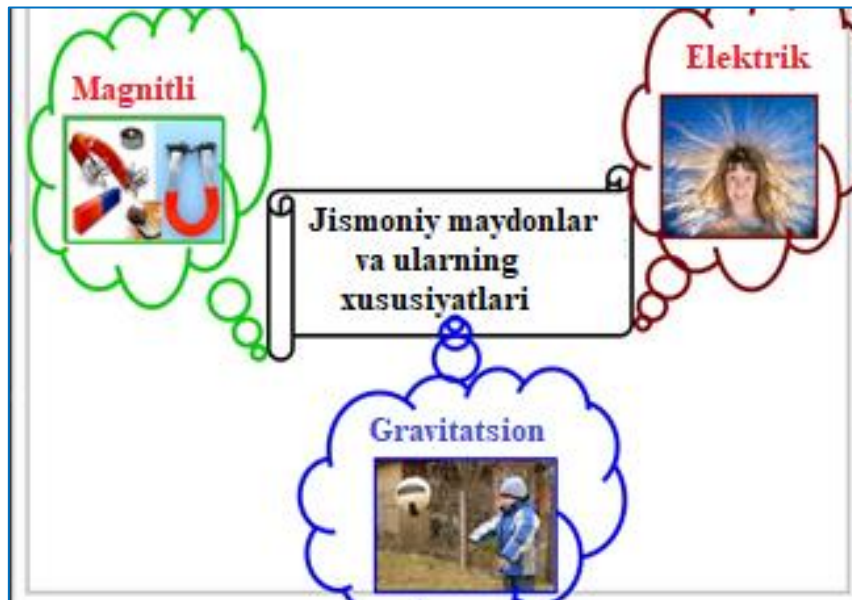 Magnitli
Elektrik
Jismoniy maydonlar
va ularning
xususiyatlari
Gravitatsion